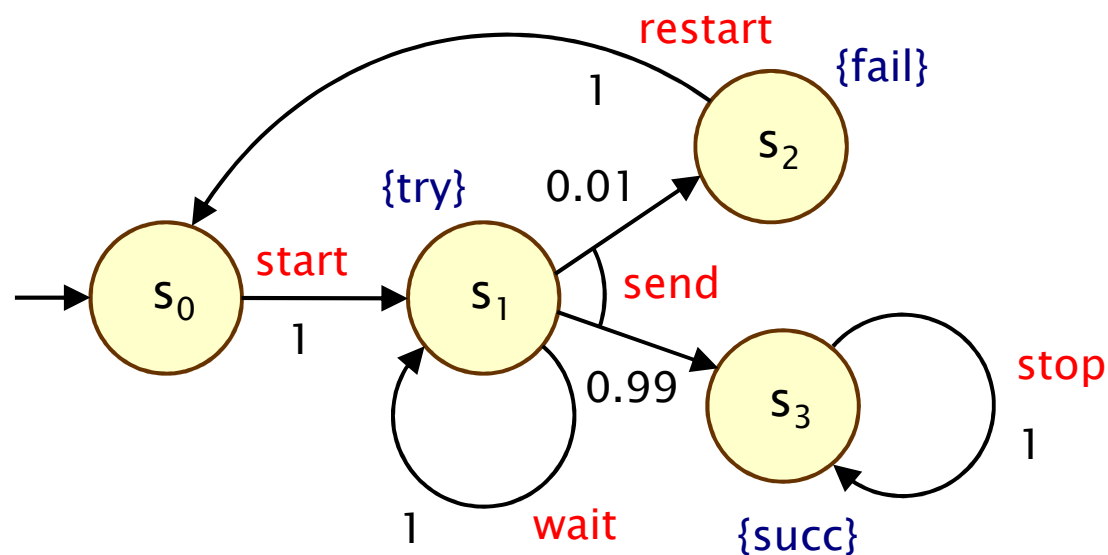 restart
{fail}
1
s₂
{try}
0.01
start
s₀
s₁
send
1
0.99
s₃
stop
1
1
wait
{succ}